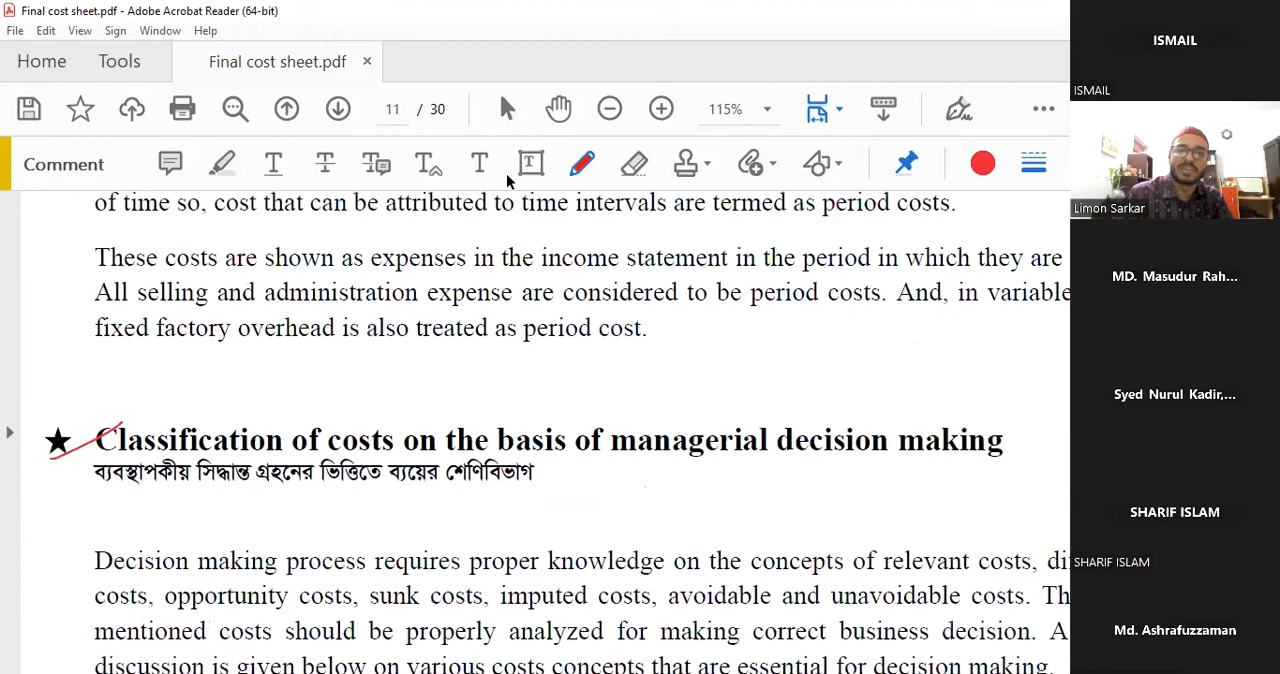 Final cost sheet.pdf - Adobe Acrobat Reader (64-bit)
File Edit View Sign Window Help
Home Tools Final cost sheet.pdf ×
11 / 30 115%
Comment
of time so, cost that can be attributed to time intervals are termed as period costs.
These costs are shown as expenses in the income statement in the period in which they are
All selling and administration expense are considered to be period costs. And, in variable
fixed factory overhead is also treated as period cost.
★ Classification of costs on the basis of managerial decision making
ব্যবস্থাপকীয় সিদ্ধান্ত গ্রহনের ভিত্তিতে ব্যয়ের শেণিবিভাগ
Decision making process requires proper knowledge on the concepts of relevant costs,
costs, opportunity costs, sunk costs, imputed costs, avoidable and unavoidable costs.
mentioned costs should be properly analyzed for making correct business decision. A
discussion is given below on various costs concepts that are essential for decision making.
ISMAIL
ISMAIL
Limon Sarkar
MD. Masudur Rah...
Syed Nurul Kadir,...
SHARIF ISLAM
SHARIF ISLAM
Md. Ashrafuzzaman